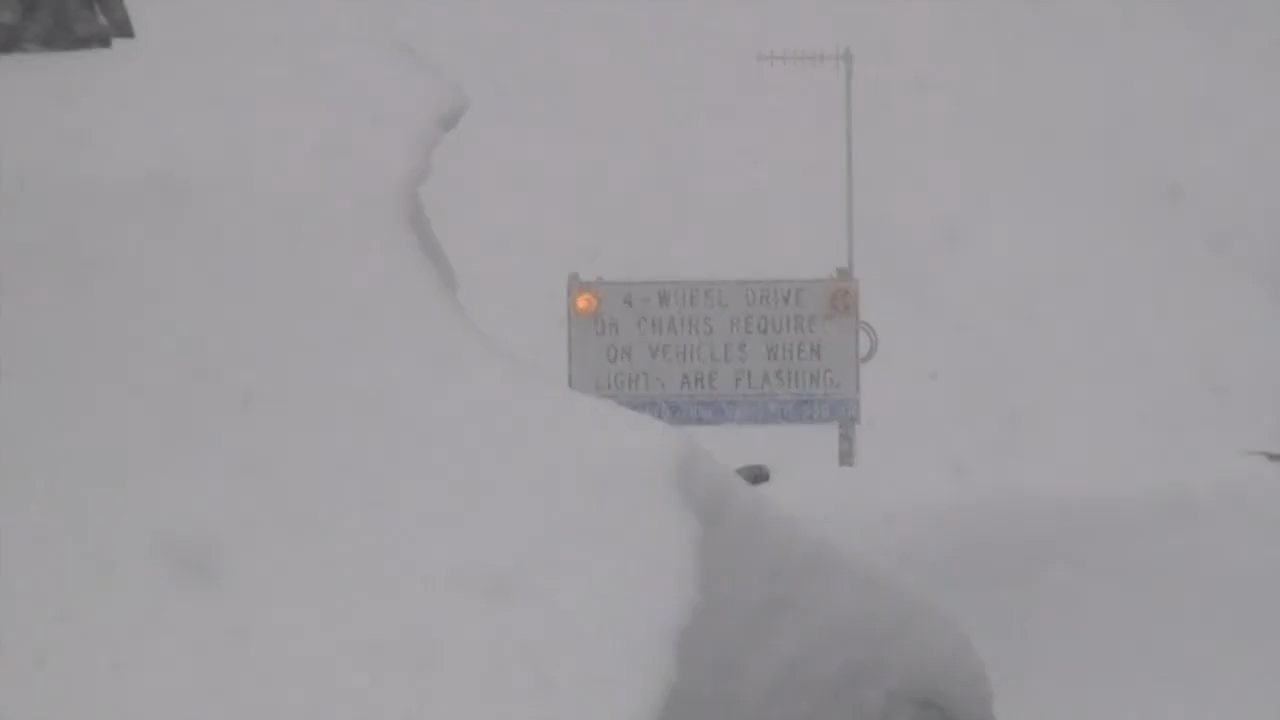 4-WHEEL DRIVE
OR CHAINS REQUIRED
ON VEHICLES WHEN
LIGHTS ARE FLASHING.